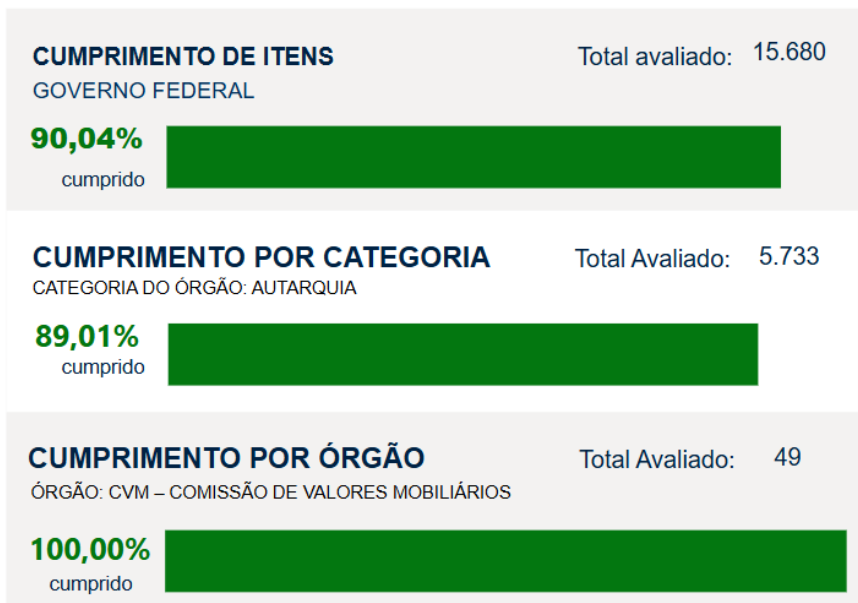 CUMPRIMENTO DE ITENS Total avaliado: 15.680
GOVERNO FEDERAL
90,04%
cumprido
CUMPRIMENTO POR CATEGORIA Total Avaliado: 5.733
CATEGORIA DO ÓRGÃO: AUTARQUIA
89,01%
cumprido
CUMPRIMENTO POR ÓRGÃO Total Avaliado: 49
ÓRGÃO: CVM – COMISSÃO DE VALORES MOBILIÁRIOS
100,00%
cumprido